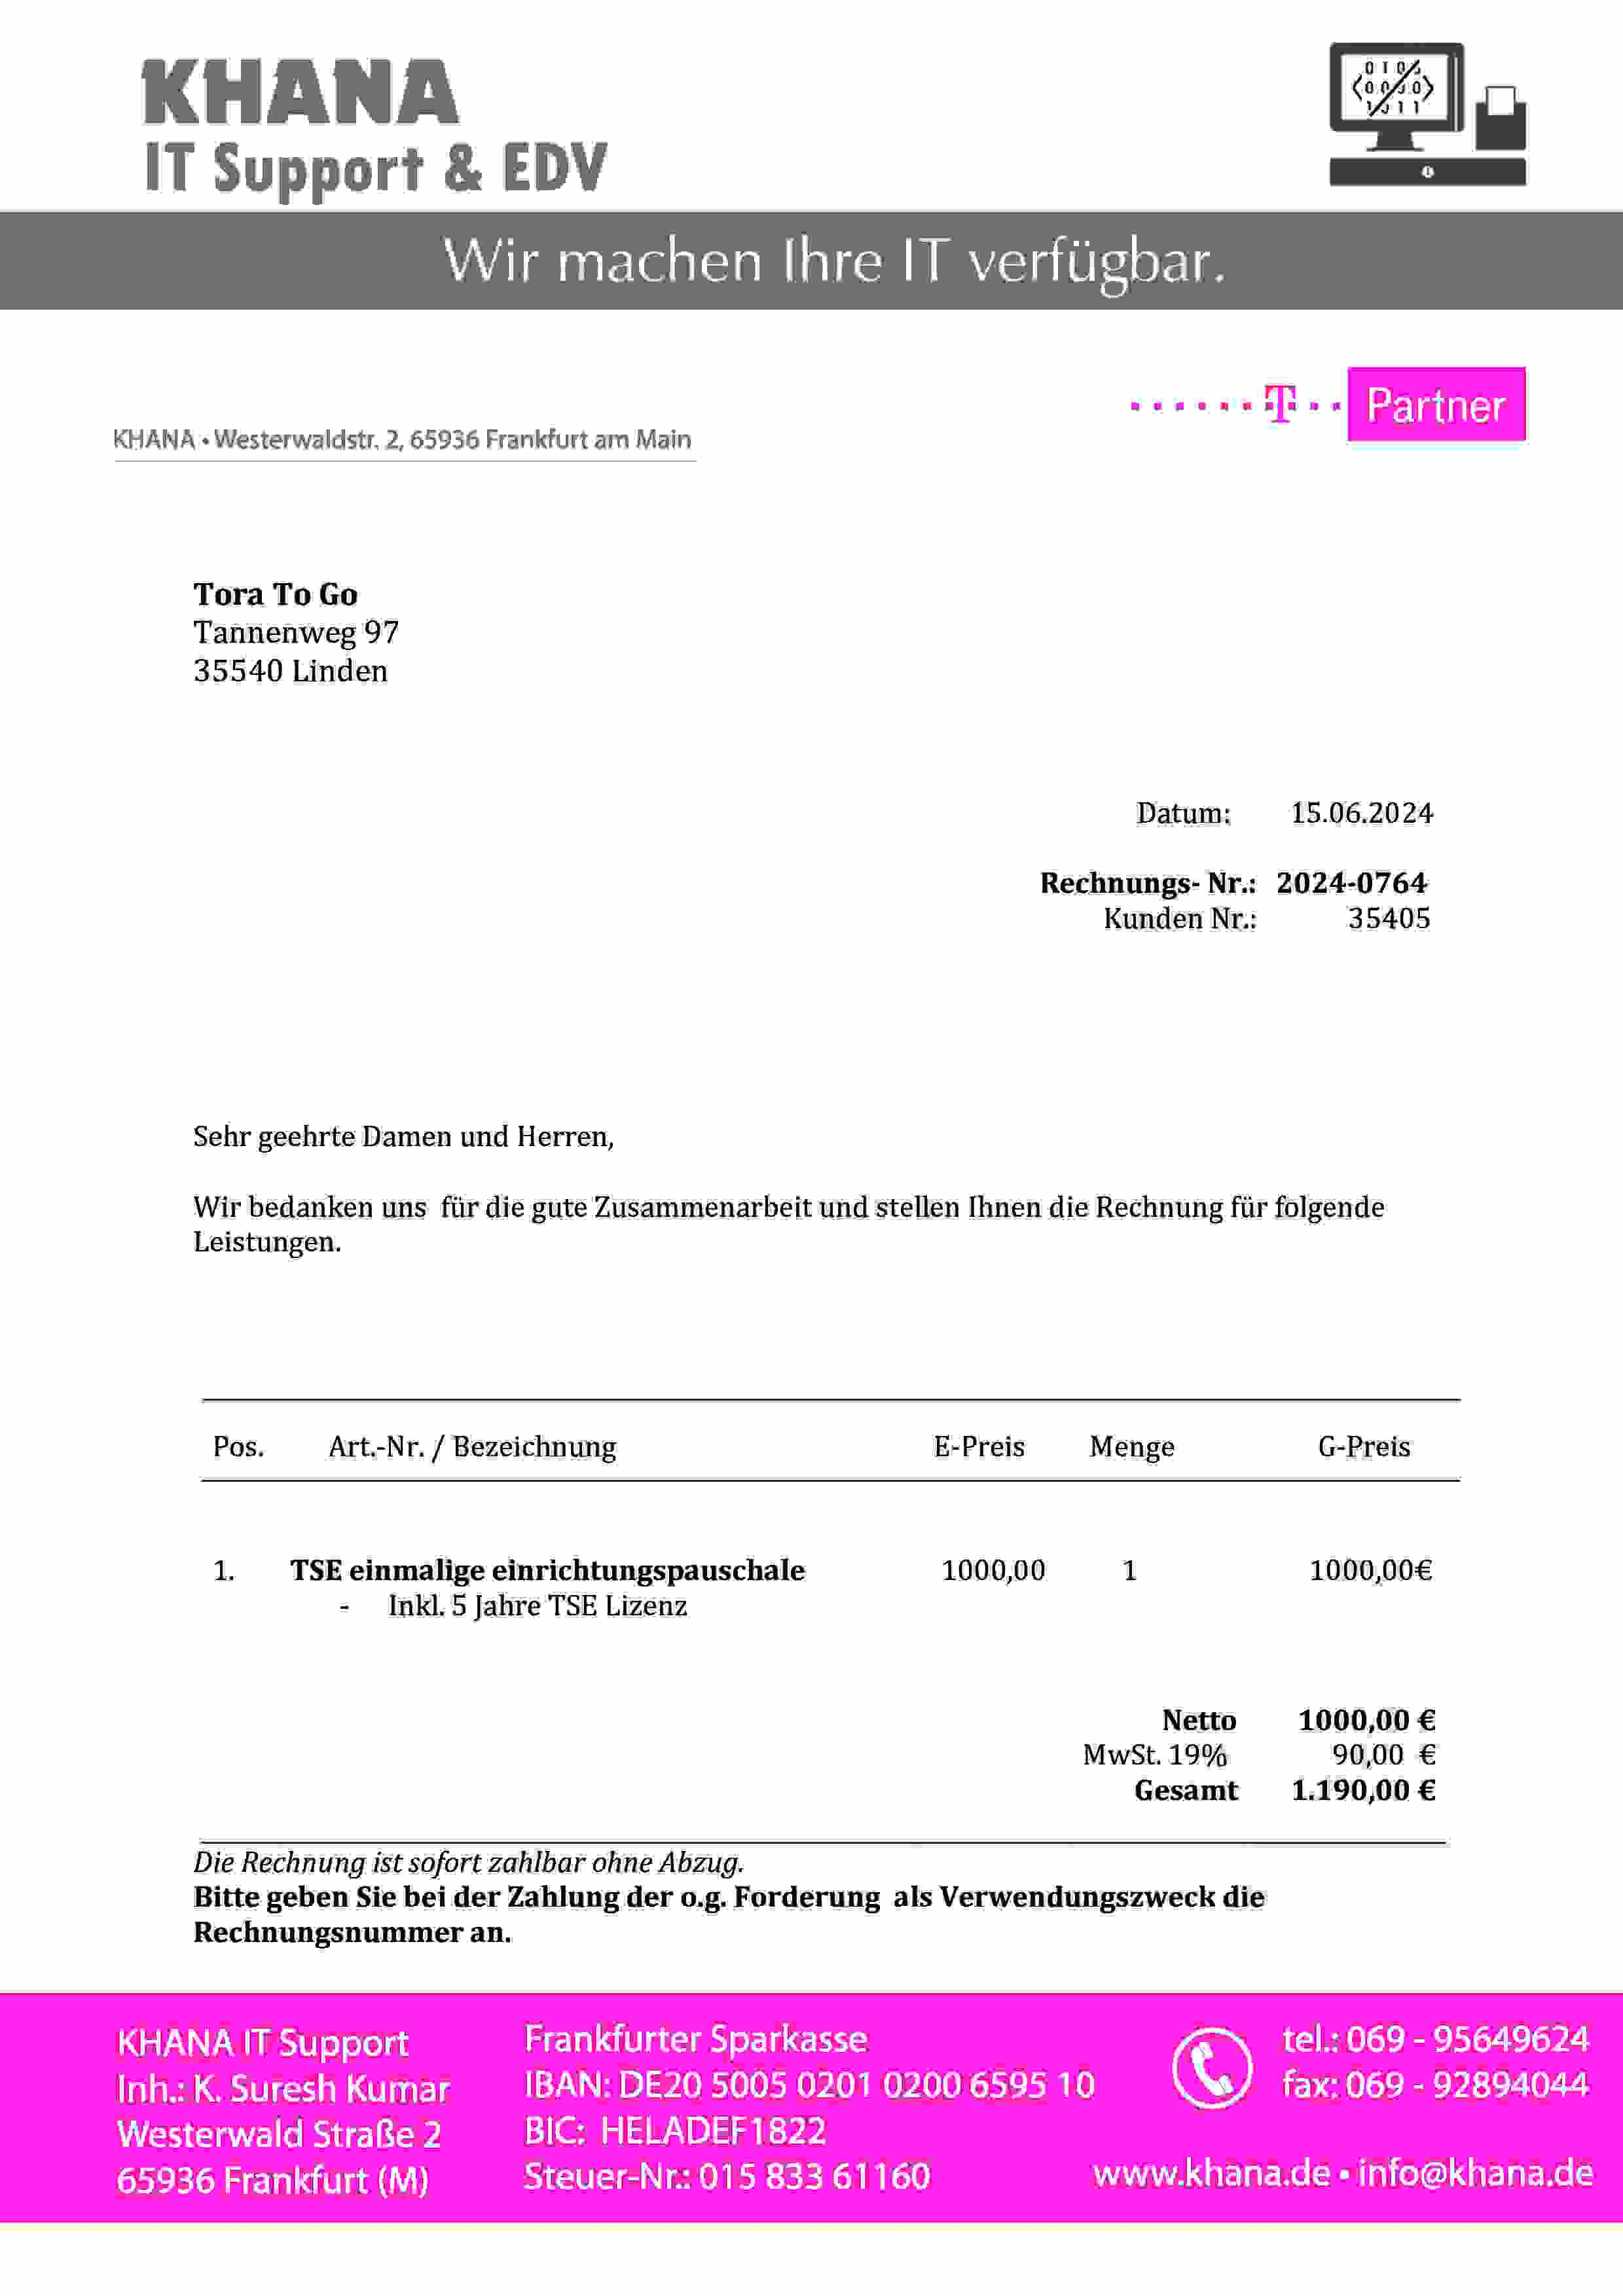 KHANA
IT Support & EDV
Wir machen Ihre IT verfügbar.
T Partner
KHANA • Westerwaldstr. 2, 65936 Frankfurt am Main
Tora To Go
Tannenweg 97
35540 Linden
Datum: 15.06.2024
Rechnungs- Nr.: 2024-0764
Kunden Nr.: 35405
Sehr geehrte Damen und Herren,
Wir bedanken uns für die gute Zusammenarbeit und stellen Ihnen die Rechnung für folgende
Leistungen.
Pos. Art.-Nr. / Bezeichnung E-Preis Menge G-Preis
1. TSE einmalige einrichtungspauschale 1000,00 1 1000,00€
- Inkl. 5 Jahre TSE Lizenz
Netto 1000,00 €
MwSt. 19% 90,00 €
Gesamt 1.190,00 €
Die Rechnung ist sofort zahlbar ohne Abzug.
Bitte geben Sie bei der Zahlung der o.g. Forderung als Verwendungszweck die
Rechnungsnummer an.
KHANA IT Support
Inh.: K. Suresh Kumar
Westerwald Straße 2
65936 Frankfurt (M)
Frankfurter Sparkasse
IBAN: DE20 5005 0201 0200 6595 10
BIC: HELADEF1822
Steuer-Nr.: 015 833 61160
tel.: 069 - 95649624
fax: 069 - 92894044
www.khana.de • info@khana.de